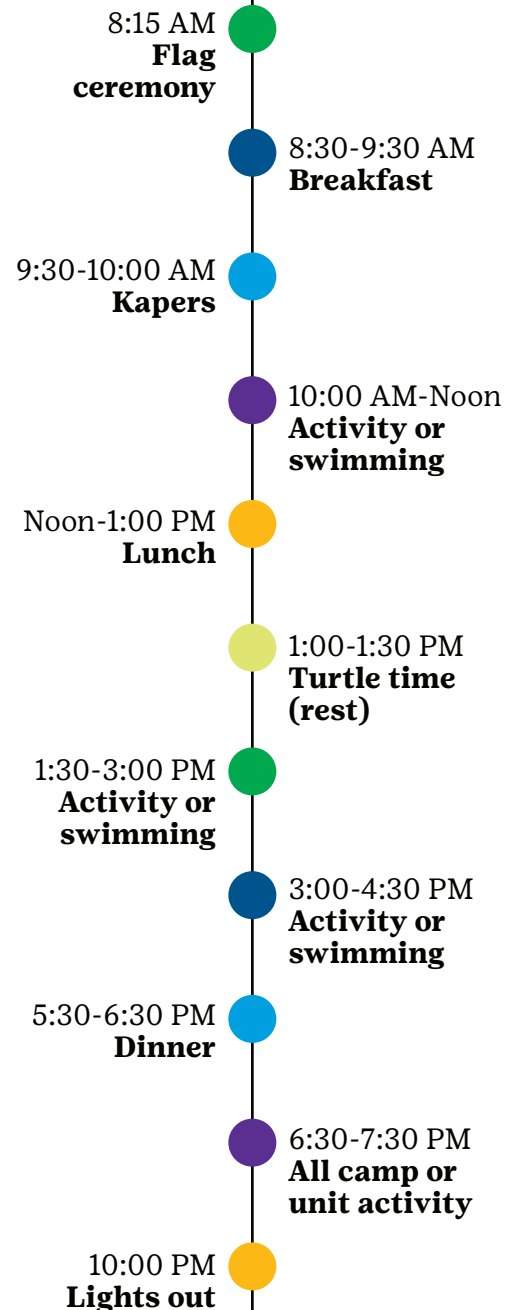 8:15 AM
Flag
ceremony
8:30-9:30 AM
Breakfast
9:30-10:00 AM
Kapers
10:00 AM-Noon
Activity or
swimming
Noon-1:00 PM
Lunch
1:00-1:30 PM
Turtle time
(rest)
1:30-3:00 PM
Activity or
swimming
3:00-4:30 PM
Activity or
swimming
5:30-6:30 PM
Dinner
6:30-7:30 PM
All camp or
unit activity
10:00 PM
Lights out